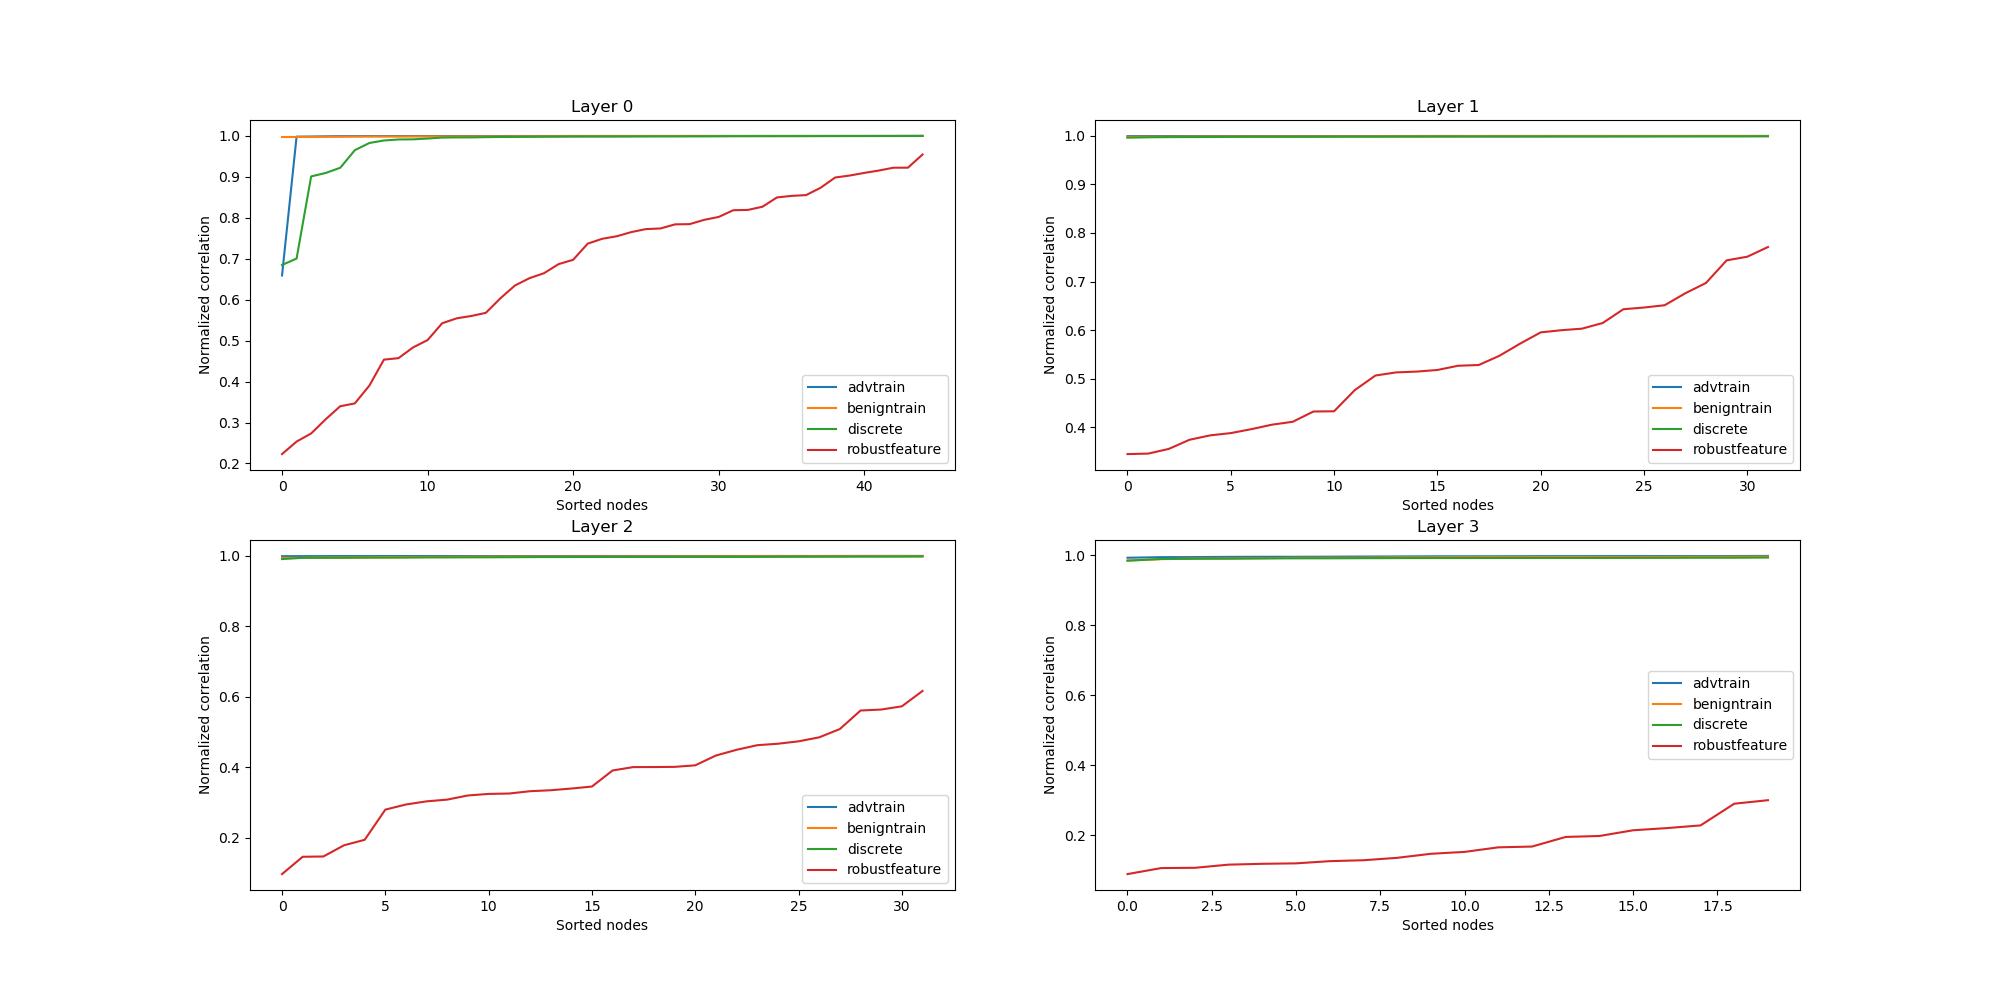 Layer 0
Normalized correlation
1.0
0.9
0.8
0.7
0.6
0.5
0.4
0.3
0.2
0 10 20 30 40
Sorted nodes
advtrain
benigntrain
discrete
robustfeature
Layer 1
Normalized correlation
1.0
0.9
0.8
0.7
0.6
0.5
0.4
0 5 10 15 20 25 30
Sorted nodes
advtrain
benigntrain
discrete
robustfeature
Layer 2
Normalized correlation
1.0
0.8
0.6
0.4
0.2
0 5 10 15 20 25 30
Sorted nodes
advtrain
benigntrain
discrete
robustfeature
Layer 3
Normalized correlation
1.0
0.8
0.6
0.4
0.2
0.0 2.5 5.0 7.5 10.0 12.5 15.0 17.5
Sorted nodes
advtrain
benigntrain
discrete
robustfeature